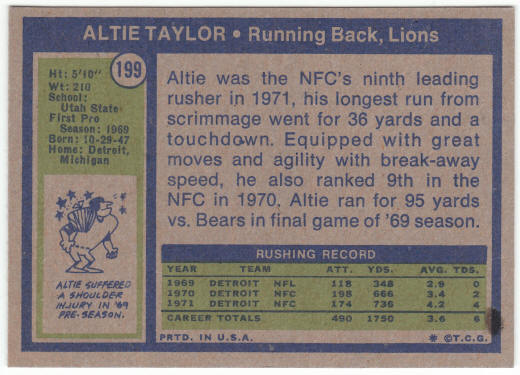 ALTIE TAYLOR • Running Back, Lions
199
Ht: 5'10"
Wt: 210
School:
Utah State
First Pro
Season: 1969
Born: 10-29-47
Home: Detroit,
Michigan
Altie was the NFC's ninth leading
rusher in 1971, his longest run from
scrimmage went for 36 yards and a
touchdown. Equipped with great
moves and agility with break-away
speed, he also ranked 9th in the
NFC in 1970. Altie ran for 95 yards
vs. Bears in final game of '69 season.
ALTIE SUFFERED
A SHOULDER
INJURY IN '69
PRE-SEASON.
RUSHING RECORD
YEAR TEAM ATT. YDS. AVG. TDS.
1969 DETROIT NFL 118 348 2.9 0
1970 DETROIT NFC 198 666 3.4 2
1971 DETROIT NFC 174 736 4.2 4
CAREER TOTALS 490 1750 3.6 6
PRTD. IN U.S.A. * ©T.C.G.